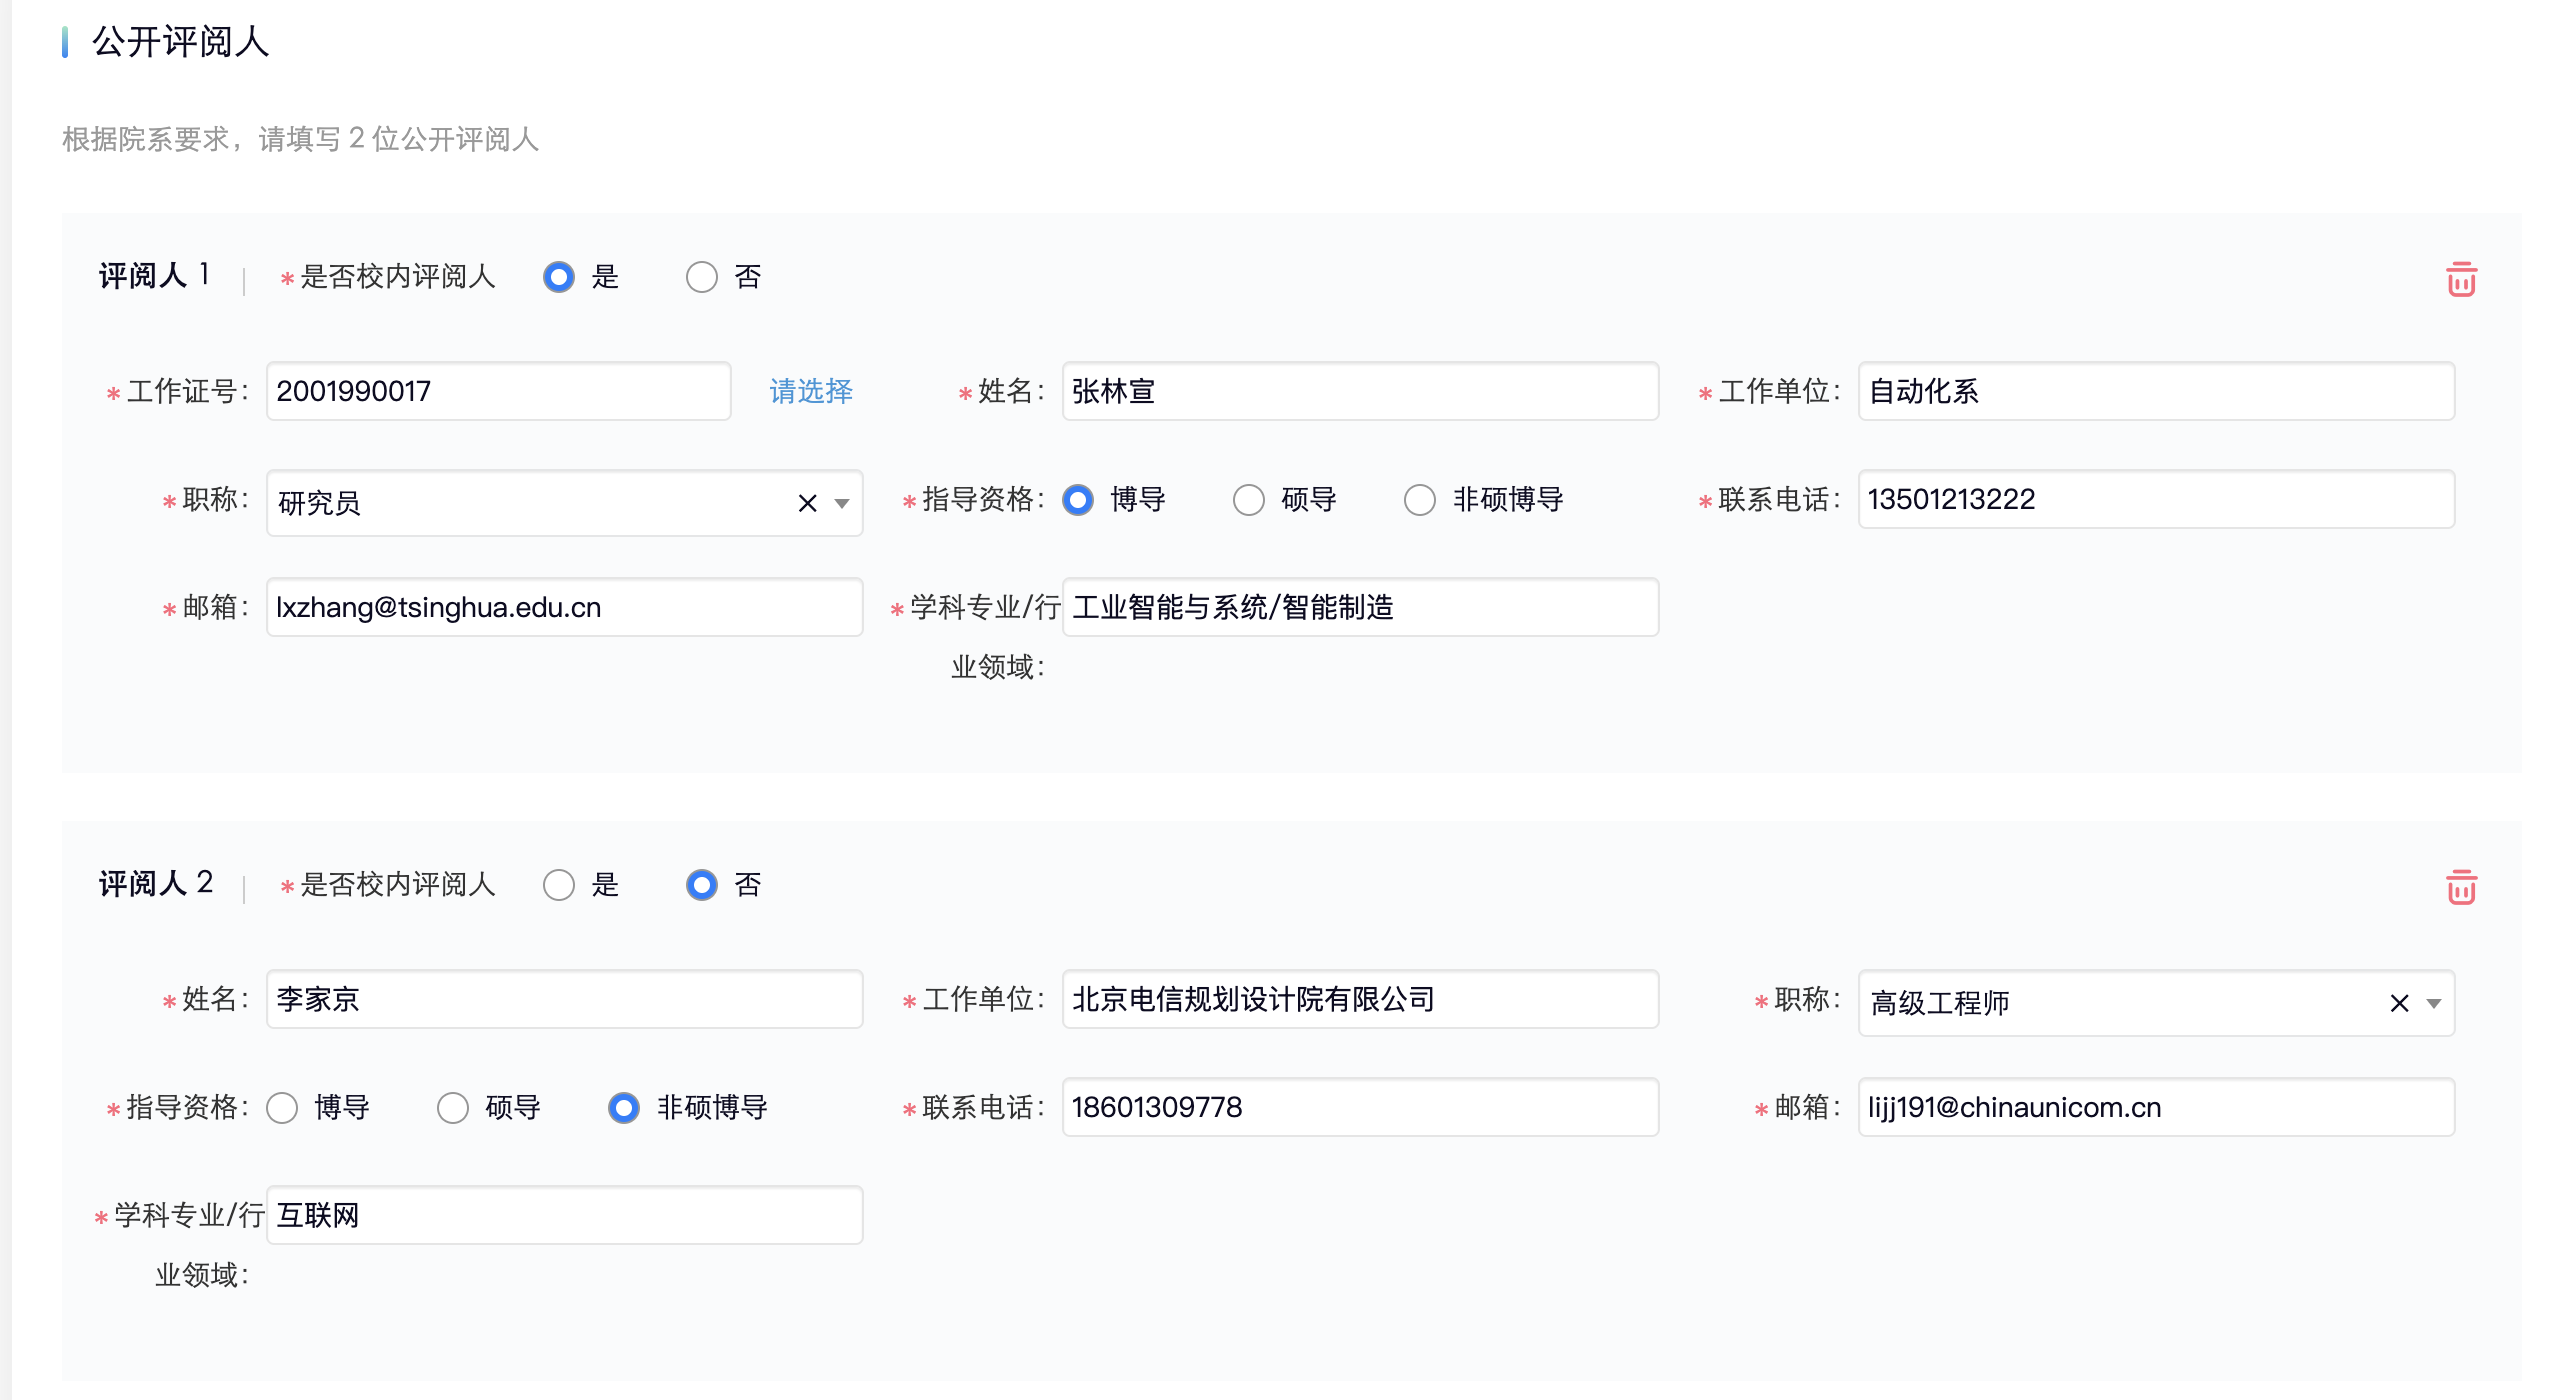 公开评阅人
根据院系要求，请填写 2 位公开评阅人
评阅人 1 *是否校内评阅人 是 否
*工作证号： 2001990017 请选择 *姓名： 张林宣 *工作单位： 自动化系
*职称： 研究员 *指导资格： 博导 硕导 非硕博导 *联系电话： 13501213222
*邮箱： lxzhang@tsinghua.edu.cn *学科专业/行 工业智能与系统/智能制造
业领域：
评阅人 2 *是否校内评阅人 是 否
*姓名： 李家京 *工作单位： 北京电信规划设计院有限公司 *职称： 高级工程师
*指导资格： 博导 硕导 非硕博导 *联系电话： 18601309778 *邮箱： lijj191@chinaunicom.cn
*学科专业/行 互联网
业领域：